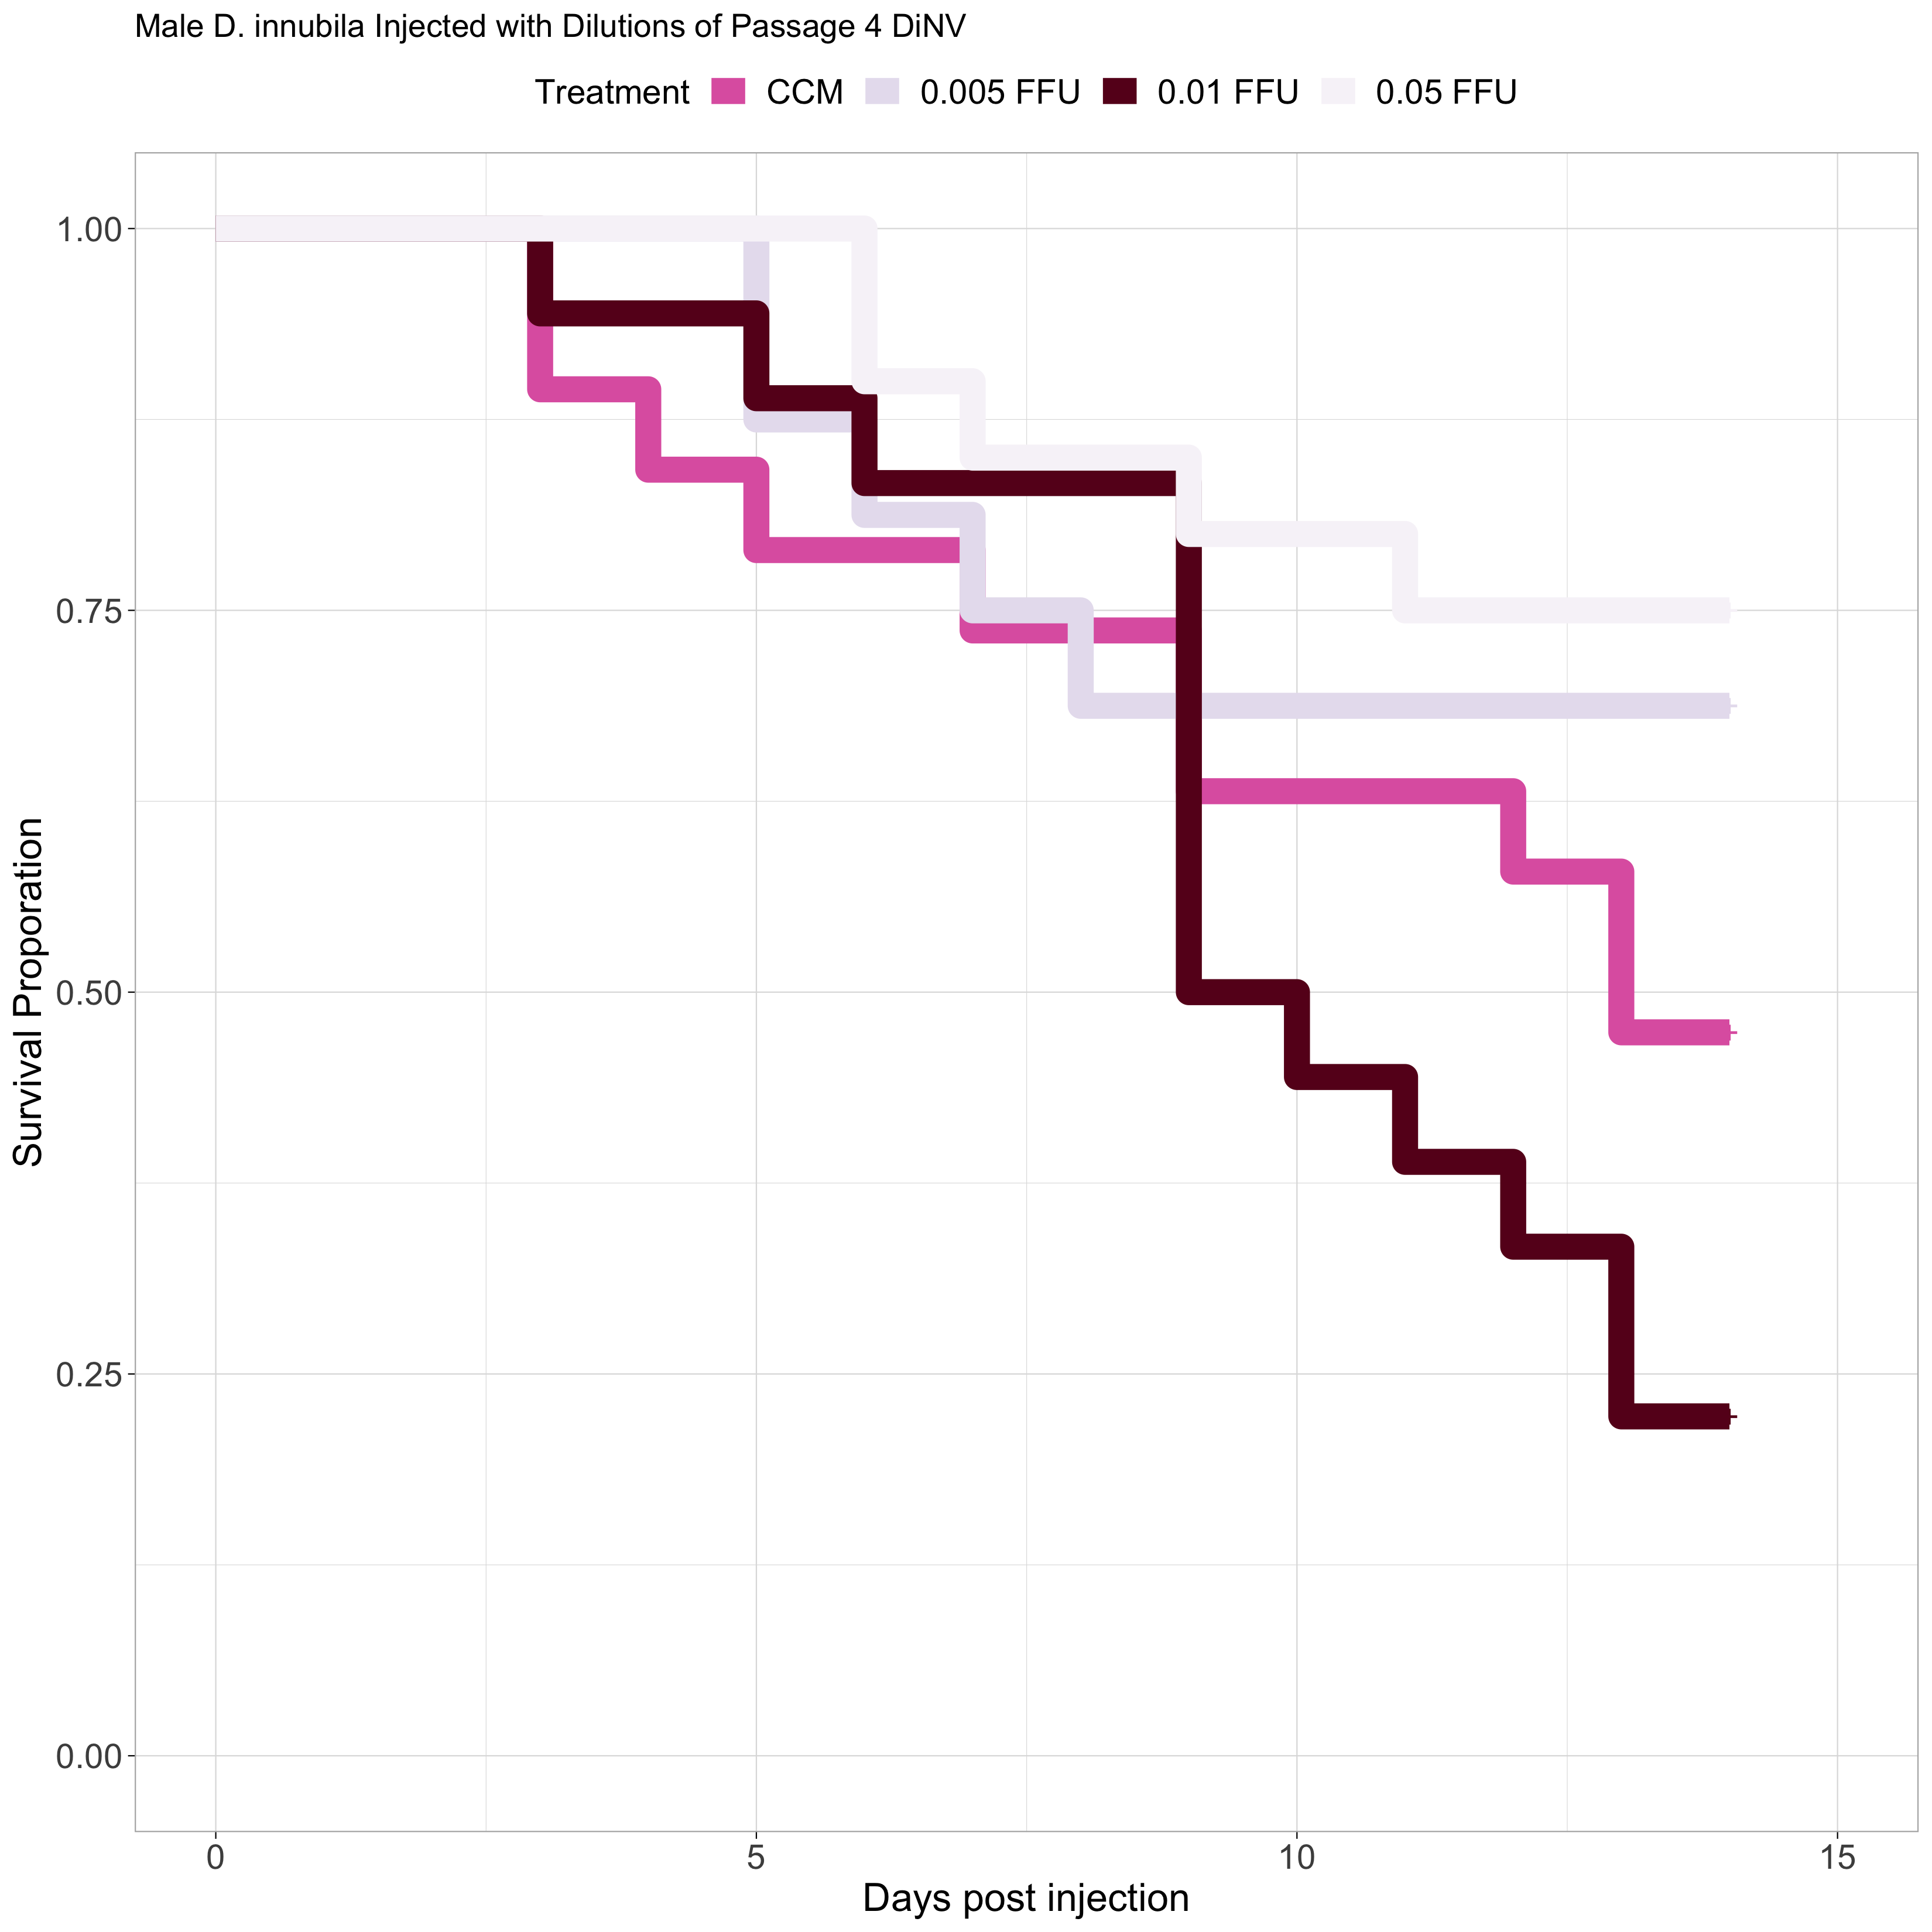 Male D. innubila Injected with Dilutions of Passage 4 DiNV
Treatment CCM 0.005 FFU 0.01 FFU 0.05 FFU
Survival Proporation
1.00
0.75
0.50
0.25
0.00
0 5 10 15
Days post injection